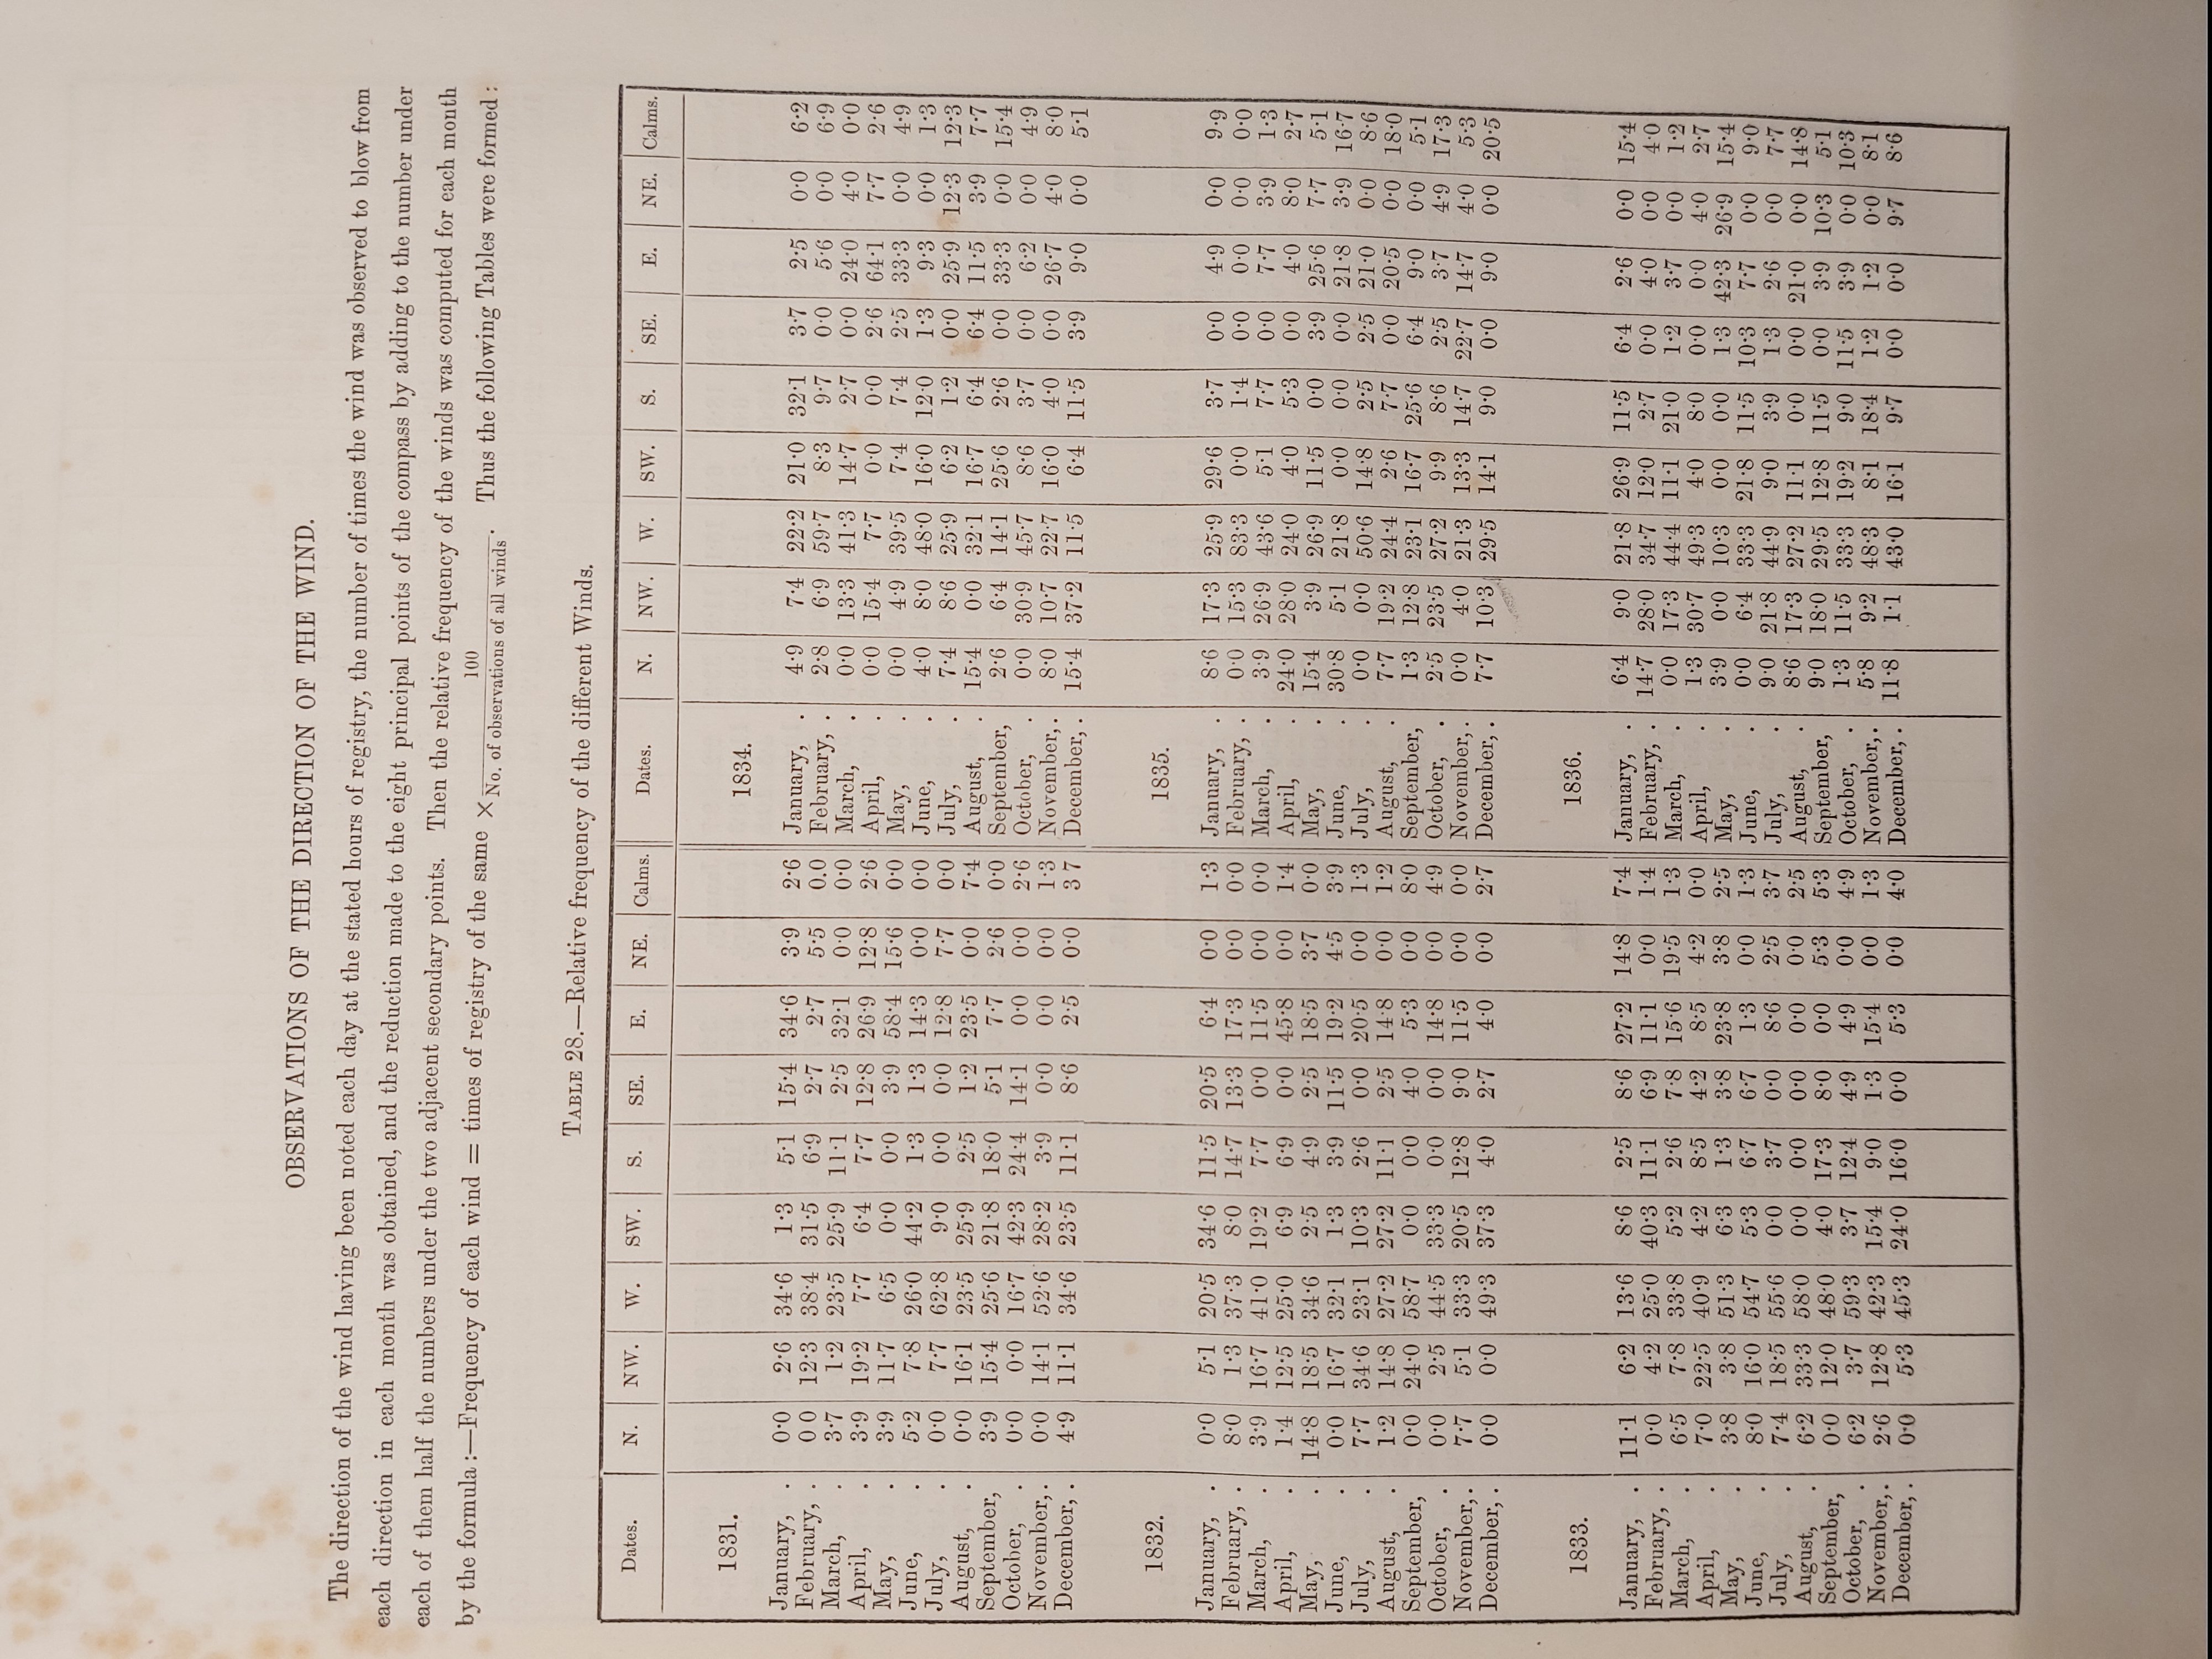 OBSERVATIONS OF THE DIRECTION OF THE WIND.
The direction of the wind having been noted each day at the stated hours of registry, the number of times the wind was observed to blow from
each direction in each month was obtained, and the reduction made to the eight principal points of the compass by adding to the number under
each of them half the numbers under the two adjacent secondary points. Then the relative frequency of the winds was computed for each month
by the formula:—Frequency of each wind = times of registry of the same × 100 / No. of observations of all winds. Thus the following Tables were formed:
TABLE 28.—Relative frequency of the different Winds.
Dates. N. NW. W. SW. S. SE. E. NE. Calms. Dates. N. NW. W. SW. S. SE. E. NE. Calms.
1831. 1834.
January, . 0·0 2·6 34·6 1·3 5·1 15·4 34·6 3·9 2·6 January, . 4·9 7·4 22·2 21·0 32·1 3·7 2·5 0·0 6·2
February, . 0 0 12·3 38·4 31·5 6·9 2·7 2·7 5·5 0.0 February, . 2·8 6·9 59·7 8·3 9·7 0·0 5·6 0·0 6·9
March, . 3·7 1·2 23·5 25·9 11·1 2·5 32·1 0·0 0·0 March, . 0·0 13·3 41·3 14·7 2·7 0·0 24·0 4·0 0·0
April, . 3·9 19·2 7·7 6·4 7·7 12·8 26·9 12·8 2·6 April, . 0·0 15·4 7·7 0·0 0·0 2·6 64·1 7·7 2·6
May, . 3·9 11·7 6·5 0·0 0·0 3·9 58·4 15·6 0·0 May, . 0·0 4·9 39·5 7·4 7·4 2·5 33·3 0·0 4·9
June, . 5·2 7·8 26·0 44·2 1·3 1·3 14·3 0·0 0·0 June, . 4·0 8·0 48·0 16·0 12·0 1·3 9·3 0·0 1·3
July, . 0·0 7·7 62·8 9·0 0·0 0·0 12·8 7·7 0·0 July, . 7·4 8·6 25·9 6·2 1·2 0·0 25·9 12·3 12·3
August, . 0·0 16·1 23·5 25·9 2·5 1·2 23·5 0·0 7·4 August, . 15·4 0·0 32·1 16·7 6·4 6·4 11·5 3·9 7·7
September, 3·9 15·4 25·6 21·8 18·0 5·1 7·7 2·6 0·0 September, 2·6 6·4 14·1 25·6 2·6 0·0 33·3 0·0 15·4
October, . 0·0 0·0 16·7 42·3 24·4 14·1 0·0 0·0 2·6 October, . 0·0 30·9 45·7 8·6 3·7 0·0 6·2 0·0 4·9
November, . 0·0 14·1 52·6 28·2 3·9 0·0 0·0 0·0 1·3 November, . 8·0 10·7 22·7 16·0 4·0 0·0 26·7 4·0 8·0
December, . 4·9 11·1 34·6 23·5 11·1 8·6 2·5 0·0 3 7 December, . 15·4 37·2 11·5 6·4 11·5 3·9 9·0 0·0 5·1
1832. 1835.
January, . 0·0 5·1 20·5 34·6 11·5 20·5 6·4 0·0 1·3 January, . 8·6 17·3 25·9 29·6 3·7 0·0 4·9 0·0 9·9
February, . 8·0 1·3 37·3 8·0 14·7 13·3 17·3 0·0 0·0 February, . 0·0 15·3 83·3 0·0 1·4 0·0 0·0 0·0 0·0
March, . 3·9 16·7 41·0 19·2 7·7 0·0 11·5 0·0 0·0 March, . 3·9 26·9 43·6 5·1 7·7 0·0 7·7 3·9 1·3
April, . 1·4 12·5 25·0 6·9 6·9 0·0 45·8 0·0 1·4 April, . 24·0 28·0 24·0 4·0 5·3 0·0 4·0 8·0 2·7
May, . 14·8 18·5 34·6 2·5 4·9 2·5 18·5 3·7 0·0 May, . 15·4 3·9 26·9 11·5 0·0 3·9 25·6 7·7 5·1
June, . 0·0 16·7 32·1 1·3 3·9 11·5 19·2 4·5 3·9 June, . 30·8 5·1 21·8 0·0 0·0 0·0 21·8 3·9 16·7
July, . 7·7 34·6 23·1 10·3 2·6 0·0 20·5 0·0 1·3 July, . 0·0 0·0 50·6 14·8 2·5 2·5 21·0 0·0 8·6
August, . 1·2 14·8 27·2 27·2 11·1 2·5 14·8 0·0 1·2 August, . 7·7 19·2 24·4 2·6 7·7 0·0 20·5 0·0 18·0
September, 0·0 24·0 58·7 0·0 0·0 4·0 5·3 0·0 8·0 September, 1·3 12·8 23·1 16·7 25·6 6·4 9·0 0·0 5·1
October, . 0·0 2·5 44·5 33·3 0·0 0·0 14·8 0·0 4·9 October, . 2·5 23·5 27·2 9·9 8·6 2·5 3·7 4·9 17·3
November, . 7·7 5·1 33·3 20·5 12·8 9·0 11·5 0·0 0·0 November, . 0·0 4·0 21·3 13·3 14·7 22·7 14·7 4·0 5·3
December, . 0·0 0·0 49·3 37·3 4·0 2·7 4·0 0·0 2·7 December, . 7·7 10·3 29·5 14·1 9·0 0·0 9·0 0·0 20·5
1833. 1836.
January, . 11·1 6·2 13·6 8·6 2·5 8·6 27·2 14·8 7·4 January, . 6·4 9·0 21·8 26·9 11·5 6·4 2·6 0·0 15·4
February, . 0·0 4·2 25·0 40·3 11·1 6·9 11·1 0·0 1·4 February, . 14·7 28·0 34·7 12·0 2·7 0·0 4·0 0·0 4·0
March, . 6·5 7·8 33·8 5·2 2·6 7·8 15·6 19·5 1·3 March, . 0·0 17·3 44·4 11·1 21·0 1·2 3·7 0·0 1·2
April, . 7·0 22·5 40·9 4·2 8·5 4·2 8·5 4·2 0·0 April, . 1·3 30·7 49·3 4·0 8·0 0·0 0·0 4·0 2·7
May, . 3·8 3·8 51·3 6·3 1·3 3·8 23·8 3·8 2·5 May, . 3·9 0·0 10·3 0·0 0·0 1·3 42·3 26·9 15·4
June, . 8·0 16·0 54·7 5·3 6·7 6·7 1·3 0·0 1·3 June, . 0·0 6·4 33·3 21·8 11·5 10·3 7·7 0·0 9·0
July, . 7·4 18·5 55·6 0·0 3·7 0·0 8·6 2·5 3·7 July, . 9·0 21·8 44·9 9·0 3·9 1·3 2·6 0·0 7·7
August, . 6·2 33·3 58·0 0·0 0·0 0·0 0·0 0·0 2·5 August, . 8·6 17·3 27·2 11·1 0·0 0·0 21·0 0·0 14·8
September, 0·0 12·0 48·0 4·0 17·3 8·0 0·0 5·3 5·3 September, 9·0 18·0 29·5 12·8 11·5 0·0 3·9 10·3 5·1
October, . 6·2 3·7 59·3 3·7 12·4 4·9 4·9 0·0 4·9 October, . 1·3 11·5 33·3 19·2 9·0 11·5 3·9 0·0 10·3
November, . 2·6 12·8 42·3 15·4 9·0 1·3 15·4 0·0 1·3 November, . 5·8 9·2 48·3 8·1 18·4 1·2 1·2 0·0 8·1
December, . 0·0 5·3 45·3 24·0 16·0 0·0 5·3 0·0 4·0 December, . 11·8 1·1 43·0 16·1 9·7 0·0 0·0 9·7 8·6